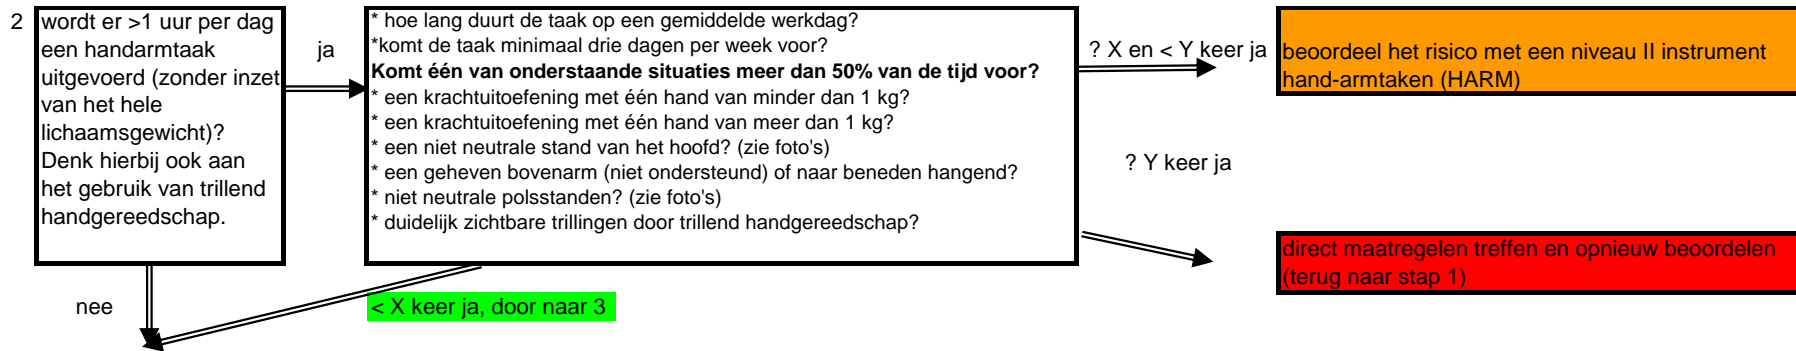 2
wordt er >1 uur per dag
een handarmtaak
uitgevoerd (zonder inzet
van het hele
lichaamsgewicht)?
Denk hierbij ook aan
het gebruik van trillend
handgereedschap.
ja
* hoe lang duurt de taak op een gemiddelde werkdag?
*komt de taak minimaal drie dagen per week voor?
Komt één van onderstaande situaties meer dan 50% van de tijd voor?
* een krachtuitoefening met één hand van minder dan 1 kg?
* een krachtuitoefening met één hand van meer dan 1 kg?
* een niet neutrale stand van het hoofd? (zie foto's)
* een geheven bovenarm (niet ondersteund) of naar beneden hangend?
* niet neutrale polsstanden? (zie foto's)
* duidelijk zichtbare trillingen door trillend handgereedschap?
? X en < Y keer ja
beoordeel het risico met een niveau II instrument
hand-armtaken (HARM)
? Y keer ja
direct maatregelen treffen en opnieuw beoordelen
(terug naar stap 1)
nee
< X keer ja, door naar 3